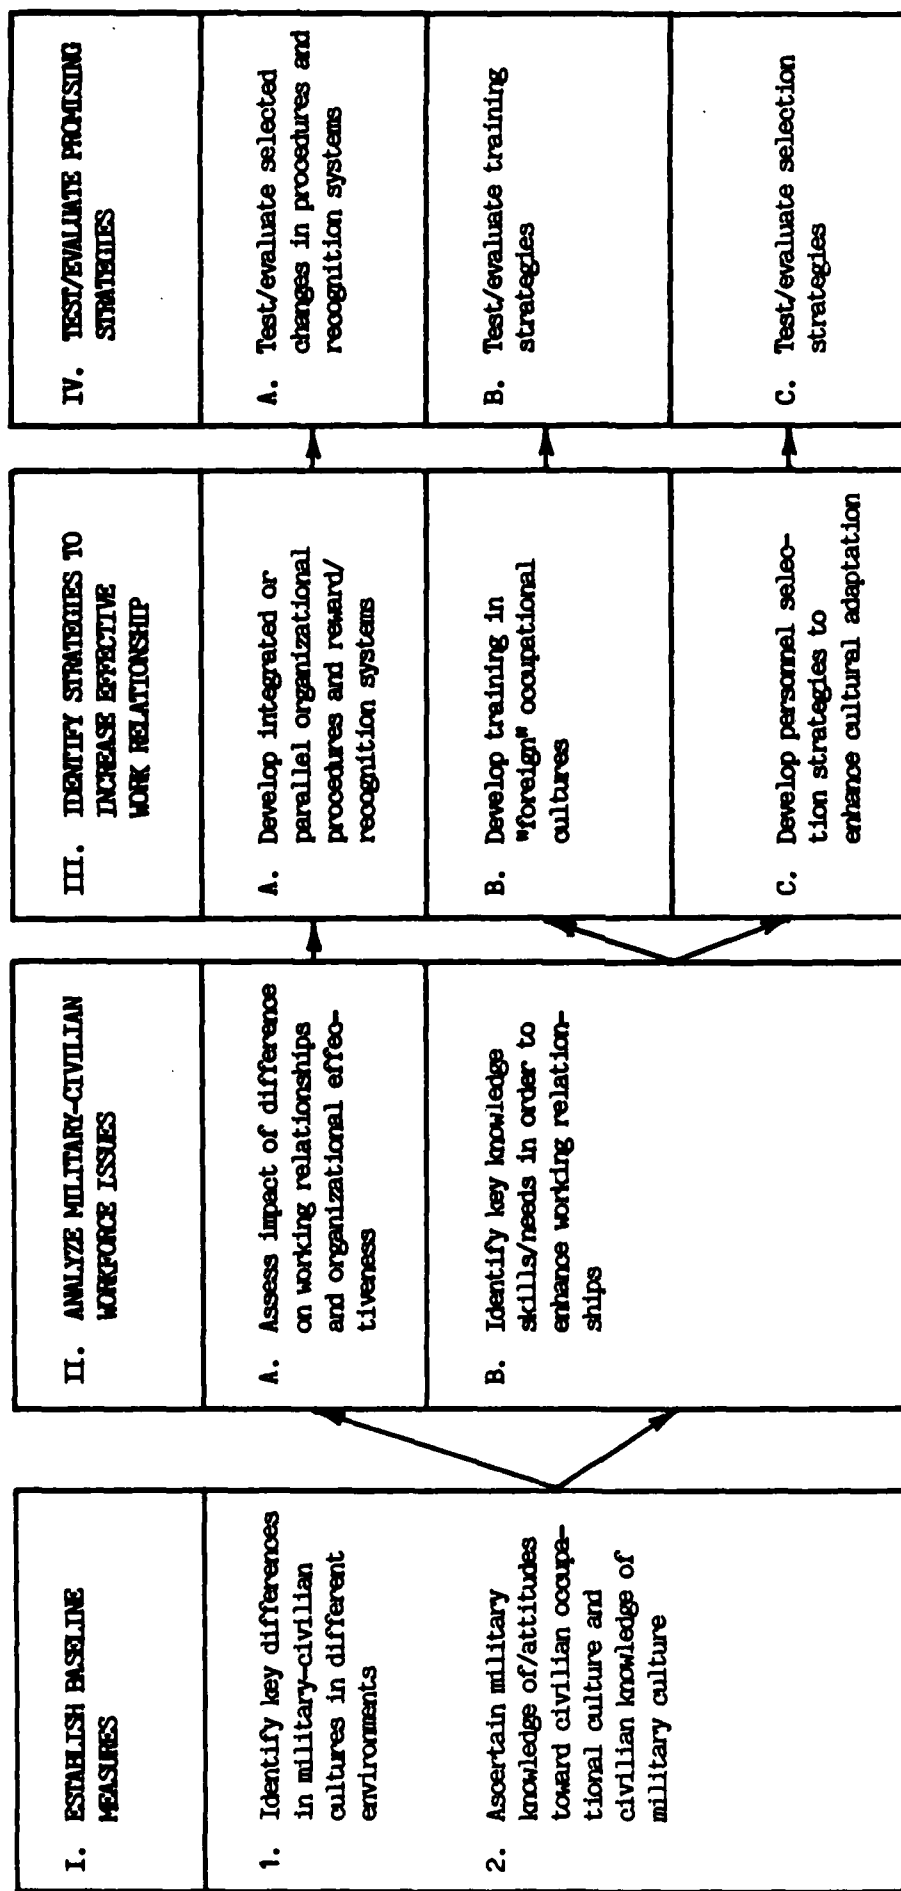 I. ESTABLISH BASELINE
MEASURES
1. Identify key differences
in military-civilian
cultures in different
environments
2. Ascertain military
knowledge of/attitudes
toward civilian occupa-
tional culture and
civilian knowledge of
military culture
II. ANALYZE MILITARY-CIVILIAN
WORKFORCE ISSUES
A. Assess impact of difference
on working relationships
and organizational effec-
tiveness
B. Identify key knowledge
skills/needs in order to
enhance working relation-
ships
III. IDENTIFY STRATEGIES TO
INCREASE EFFECTIVE
WORK RELATIONSHIP
A. Develop integrated or
parallel organizational
procedures and reward/
recognition systems
B. Develop training in
"foreign" occupational
cultures
C. Develop personnel selec-
tion strategies to
enhance cultural adaptation
IV. TEST/EVALUATE PROMISING
STRATEGIES
A. Test/evaluate selected
changes in procedures and
recognition systems
B. Test/evaluate training
strategies
C. Test/evaluate selection
strategies